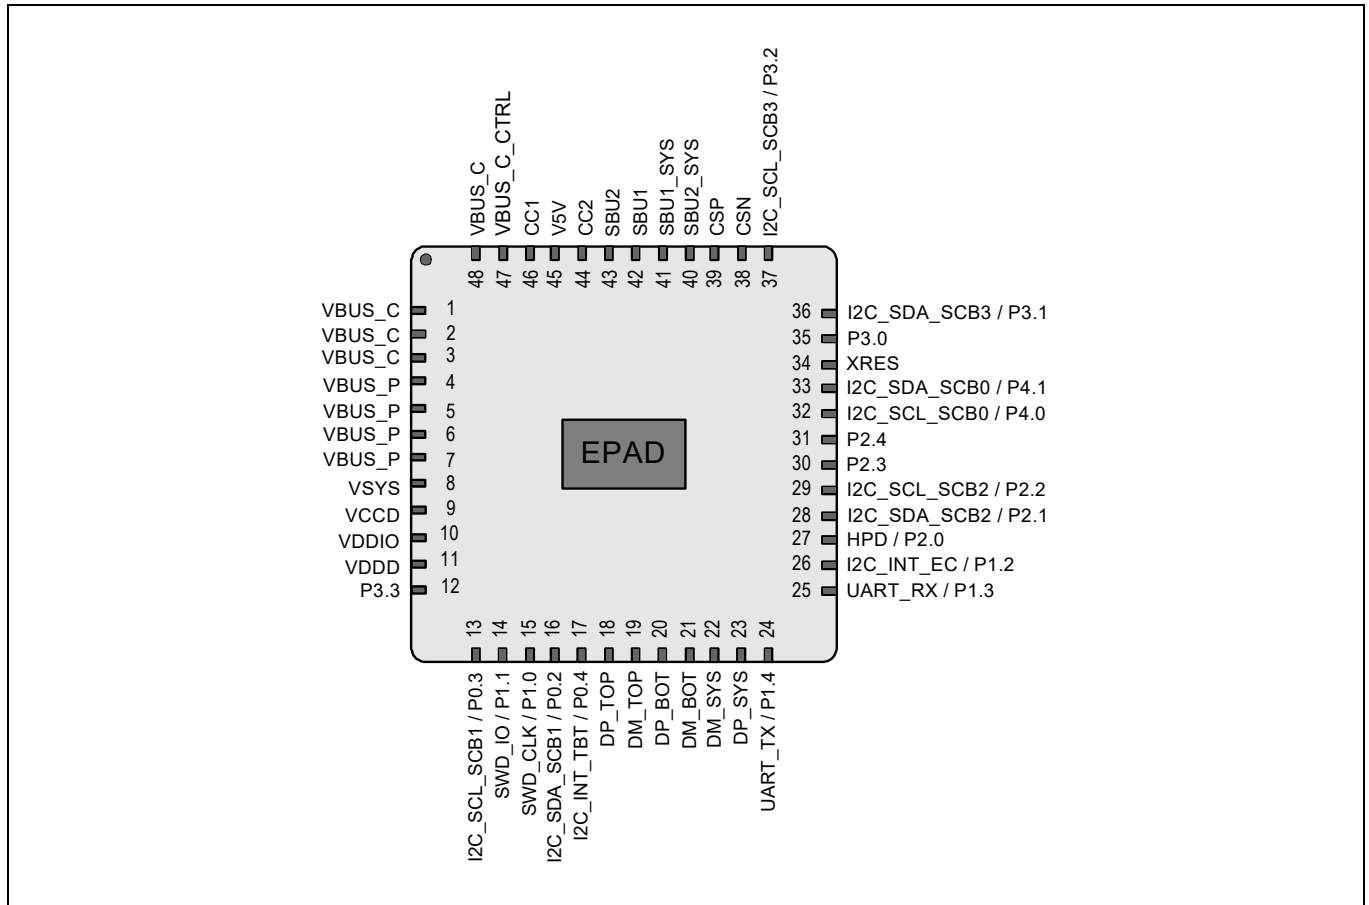 VBUS_C
VBUS_C_CTRL
CC1
V5V
CC2
SBU2
SBU1
SBU1_SYS
SBU2_SYS
CSP
CSN
I2C_SCL_SCB3 / P3.2
48
47
46
45
44
43
42
41
40
39
38
37
VBUS_C 1
VBUS_C 2
VBUS_C 3
VBUS_P 4
VBUS_P 5
VBUS_P 6
VBUS_P 7
VSYS 8
VCCD 9
VDDIO 10
VDDD 11
P3.3 12
EPAD
36 I2C_SDA_SCB3 / P3.1
35 P3.0
34 XRES
33 I2C_SDA_SCB0 / P4.1
32 I2C_SCL_SCB0 / P4.0
31 P2.4
30 P2.3
29 I2C_SCL_SCB2 / P2.2
28 I2C_SDA_SCB2 / P2.1
27 HPD / P2.0
26 I2C_INT_EC / P1.2
25 UART_RX / P1.3
13
14
15
16
17
18
19
20
21
22
23
24
I2C_SCL_SCB1 / P0.3
SWD_IO / P1.1
SWD_CLK / P1.0
I2C_SDA_SCB1 / P0.2
I2C_INT_TBT / P0.4
DP_TOP
DM_TOP
DP_BOT
DM_BOT
DM_SYS
DP_SYS
UART_TX / P1.4